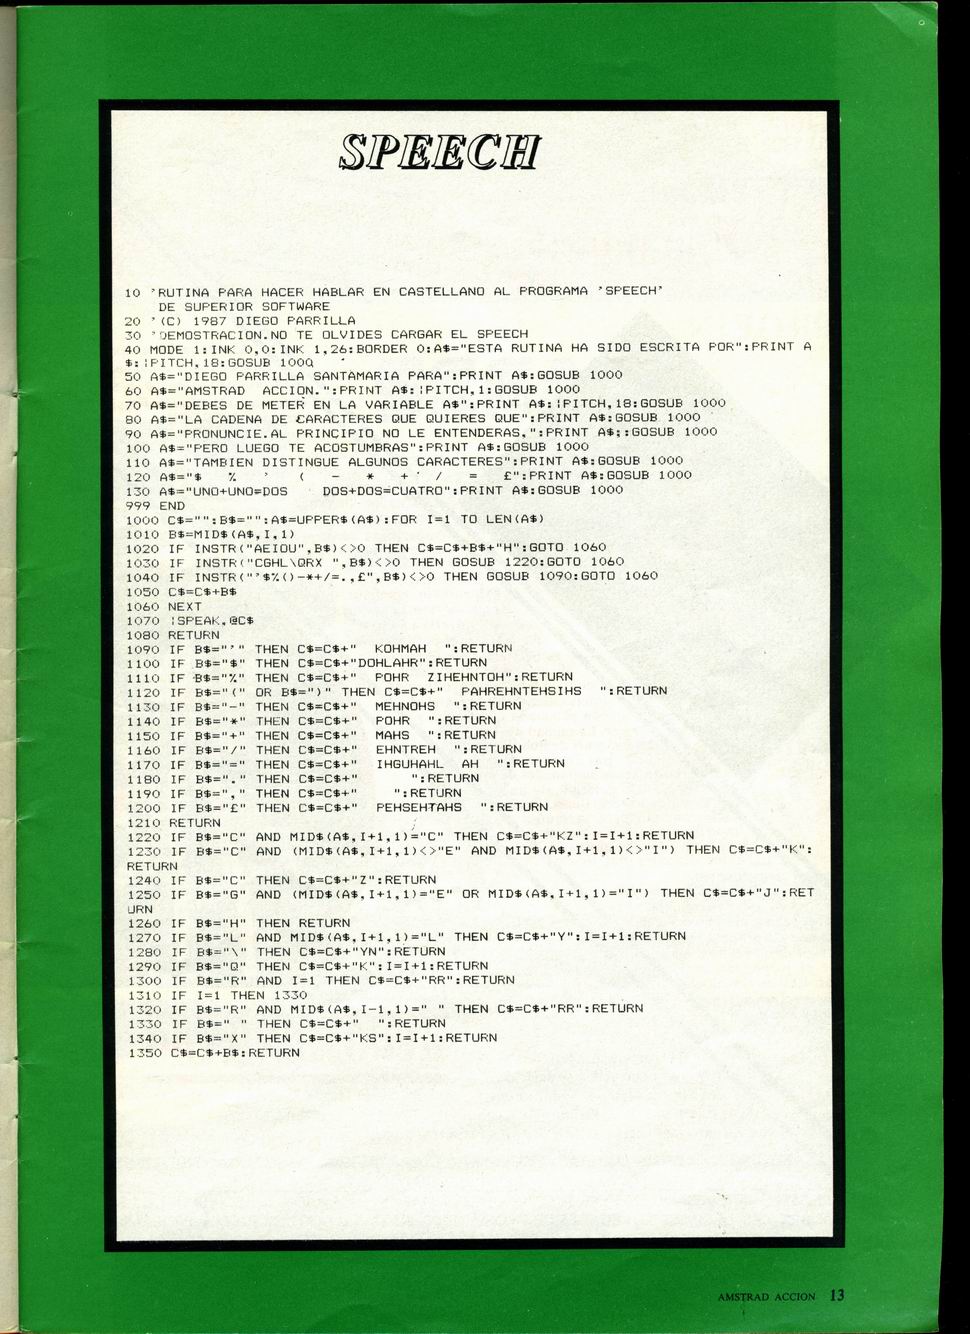 SPEECH
10 'RUTINA PARA HACER HABLAR EN CASTELLANO AL PROGRAMA 'SPEECH'
DE SUPERIOR SOFTWARE
20 '(C) 1987 DIEGO PARRILLA
30 'DEMOSTRACION.NO TE OLVIDES CARGAR EL SPEECH
40 MODE 1:INK 0,0:INK 1,26:BORDER 0:A$="ESTA RUTINA HA SIDO ESCRITA POR":PRINT A
$:|PITCH,18:GOSUB 1000
50 A$="DIEGO PARRILLA SANTAMARIA PARA":PRINT A$:GOSUB 1000
60 A$="AMSTRAD  ACCION.":PRINT A$:|PITCH,1:GOSUB 1000
70 A$="DEBES DE METER EN LA VARIABLE A$":PRINT A$:|PITCH,18:GOSUB 1000
80 A$="LA CADENA DE CARACTERES QUE QUIERES QUE":PRINT A$:GOSUB 1000
90 A$="PRONUNCIE.AL PRINCIPIO NO LE ENTENDERAS,":PRINT A$;:GOSUB 1000
100 A$="PERO LUEGO TE ACOSTUMBRAS":PRINT A$:GOSUB 1000
110 A$="TAMBIEN DISTINGUE ALGUNOS CARACTERES":PRINT A$:GOSUB 1000
120 A$="$   %   '    (   -   *   +   /   =   £":PRINT A$:GOSUB 1000
130 A$="UNO+UNO=DOS    DOS+DOS=CUATRO":PRINT A$:GOSUB 1000
999 END
1000 C$="":B$="":A$=UPPER$(A$):FOR I=1 TO LEN(A$)
1010 B$=MID$(A$,I,1)
1020 IF INSTR("AEIOU",B$)<>0 THEN C$=C$+B$+"H":GOTO 1060
1030 IF INSTR("CGHL\QRX ",B$)<>0 THEN GOSUB 1220:GOTO 1060
1040 IF INSTR("'$%()-*+/=.,£",B$)<>0 THEN GOSUB 1090:GOTO 1060
1050 C$=C$+B$
1060 NEXT
1070 |SPEAK,@C$
1080 RETURN
1090 IF B$="'" THEN C$=C$+"  KOHMAH  ":RETURN
1100 IF B$="$" THEN C$=C$+"DOHLAHR":RETURN
1110 IF B$="%" THEN C$=C$+"  POHR  ZIHEHNTOH":RETURN
1120 IF B$="(" OR B$=")" THEN C$=C$+"  PAHREHNTEHSIHS  ":RETURN
1130 IF B$="-" THEN C$=C$+"  MEHNOHS  ":RETURN
1140 IF B$="*" THEN C$=C$+"  POHR  ":RETURN
1150 IF B$="+" THEN C$=C$+"  MAHS  ":RETURN
1160 IF B$="/" THEN C$=C$+"  EHNTREH  ":RETURN
1170 IF B$="=" THEN C$=C$+"  IHGUHAHL  AH  ":RETURN
1180 IF B$="." THEN C$=C$+"      ":RETURN
1190 IF B$="," THEN C$=C$+"    ":RETURN
1200 IF B$="£" THEN C$=C$+"  PEHSEHTAHS  ":RETURN
1210 RETURN
1220 IF B$="C" AND MID$(A$,I+1,1)="C" THEN C$=C$+"KZ":I=I+1:RETURN
1230 IF B$="C" AND (MID$(A$,I+1,1)<>"E" AND MID$(A$,I+1,1)<>"I") THEN C$=C$+"K":
RETURN
1240 IF B$="C" THEN C$=C$+"Z":RETURN
1250 IF B$="G" AND (MID$(A$,I+1,1)="E" OR MID$(A$,I+1,1)="I") THEN C$=C$+"J":RET
URN
1260 IF B$="H" THEN RETURN
1270 IF B$="L" AND MID$(A$,I+1,1)="L" THEN C$=C$+"Y":I=I+1:RETURN
1280 IF B$="\" THEN C$=C$+"YN":RETURN
1290 IF B$="Q" THEN C$=C$+"K":I=I+1:RETURN
1300 IF B$="R" AND I=1 THEN C$=C$+"RR":RETURN
1310 IF I=1 THEN 1330
1320 IF B$="R" AND MID$(A$,I-1,1)=" " THEN C$=C$+"RR":RETURN
1330 IF B$=" " THEN C$=C$+"  ":RETURN
1340 IF B$="X" THEN C$=C$+"KS":I=I+1:RETURN
1350 C$=C$+B$:RETURN
AMSTRAD ACCION 13